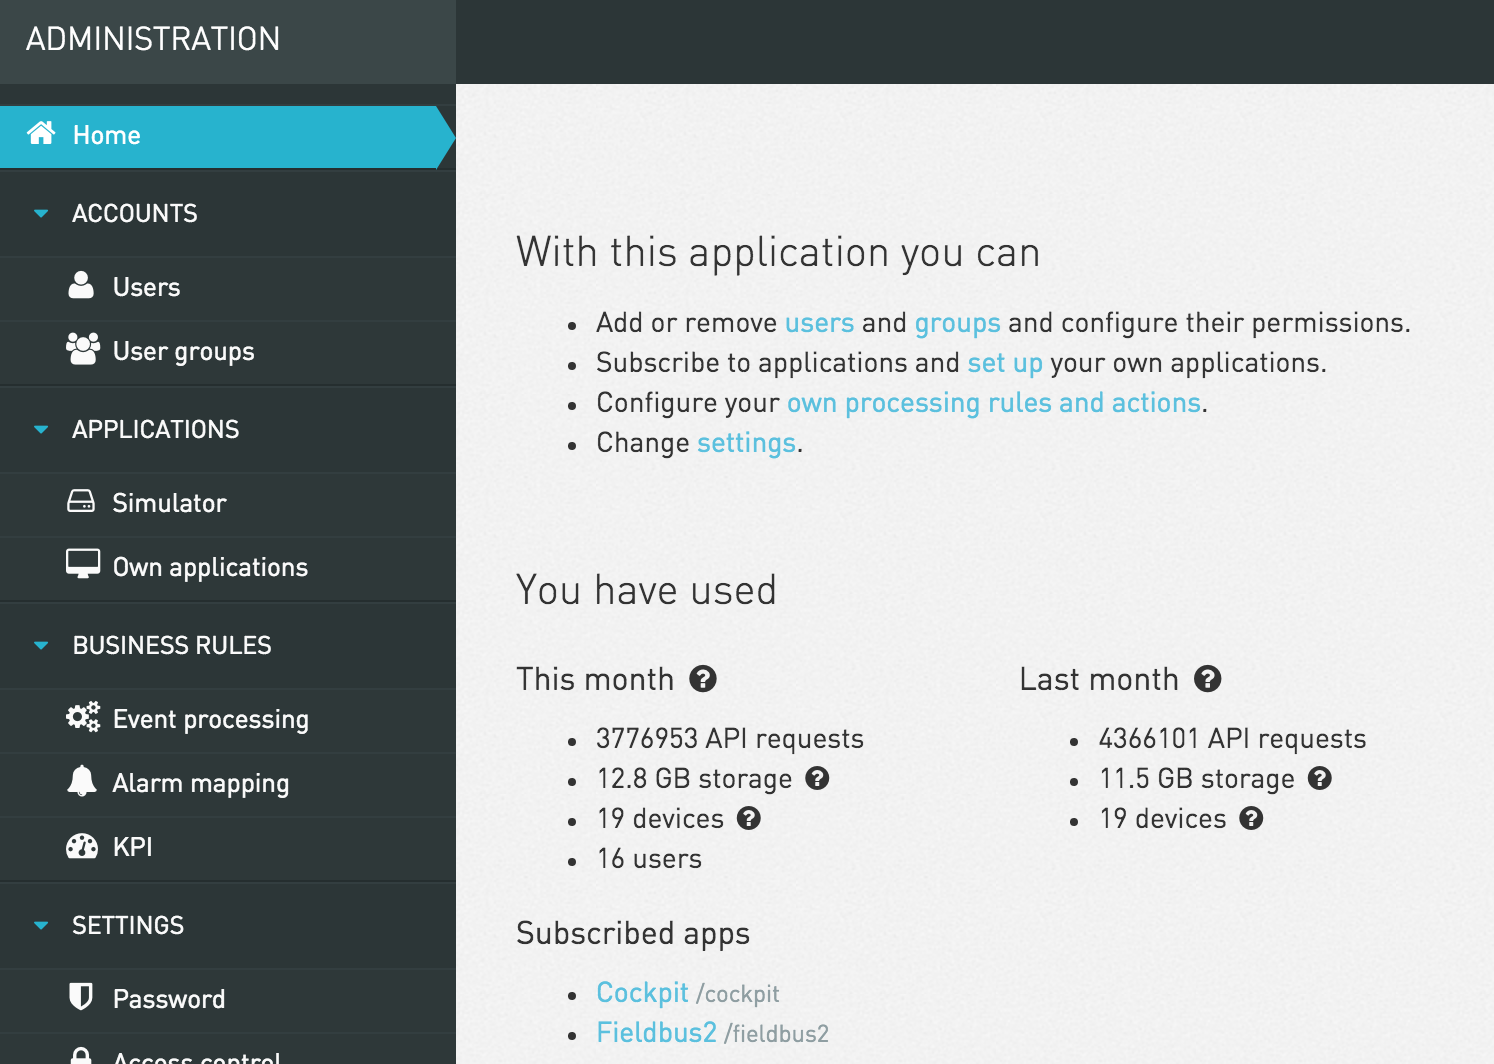 ADMINISTRATION
Home
ACCOUNTS
Users
User groups
APPLICATIONS
Simulator
Own applications
BUSINESS RULES
Event processing
Alarm mapping
KPI
SETTINGS
Password
Access control
With this application you can
Add or remove users and groups and configure their permissions.
Subscribe to applications and set up your own applications.
Configure your own processing rules and actions.
Change settings.
You have used
This month
3776953 API requests
12.8 GB storage
19 devices
16 users
Last month
4366101 API requests
11.5 GB storage
19 devices
Subscribed apps
Cockpit /cockpit
Fieldbus2 /fieldbus2